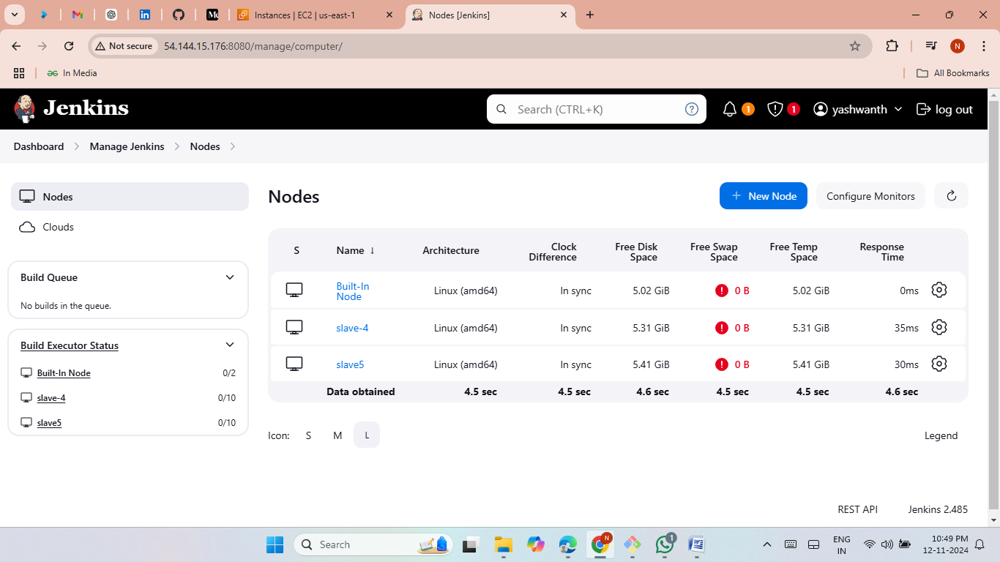 Instances | EC2 | us-east-1
Nodes [Jenkins]
Not secure
54.144.15.176:8080/manage/computer/
N
In Media
All Bookmarks
Jenkins
Search (CTRL+K)
1
1
yashwanth
log out
Dashboard
Manage Jenkins
Nodes
Nodes
Clouds
Build Queue
No builds in the queue.
Build Executor Status
Built-In Node 0/2
slave-4 0/10
slave5 0/10
Nodes
+ New Node
Configure Monitors
S Name ↓ Architecture Clock Difference Free Disk Space Free Swap Space Free Temp Space Response Time
Built-In Node Linux (amd64) In sync 5.02 GiB 0 B 5.02 GiB 0ms
slave-4 Linux (amd64) In sync 5.31 GiB 0 B 5.31 GiB 35ms
slave5 Linux (amd64) In sync 5.41 GiB 0 B 5.41 GiB 30ms
Data obtained 4.5 sec 4.5 sec 4.6 sec 4.5 sec 4.5 sec 4.6 sec
Icon: S M L
Legend
REST API
Jenkins 2.485
Search
N
1
ENG
IN
10:49 PM
12-11-2024